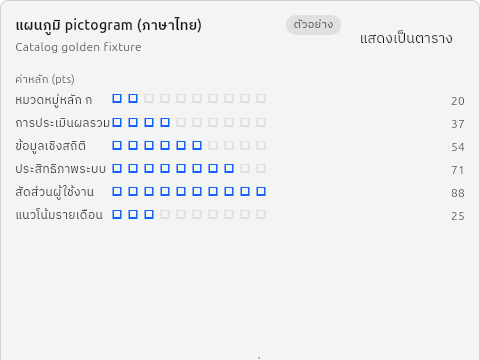 แผนภูมิ pictogram (ภาษาไทย)
ตัวอย่าง
แสดงเป็นตาราง
Catalog golden fixture
ค่าหลัก (pts)
หมวดหมู่หลัก ก 20
การประเมินผลรวม 37
ข้อมูลเชิงสถิติ 54
ประสิทธิภาพระบบ 71
สัดส่วนผู้ใช้งาน 88
แนวโน้มรายเดือน 25